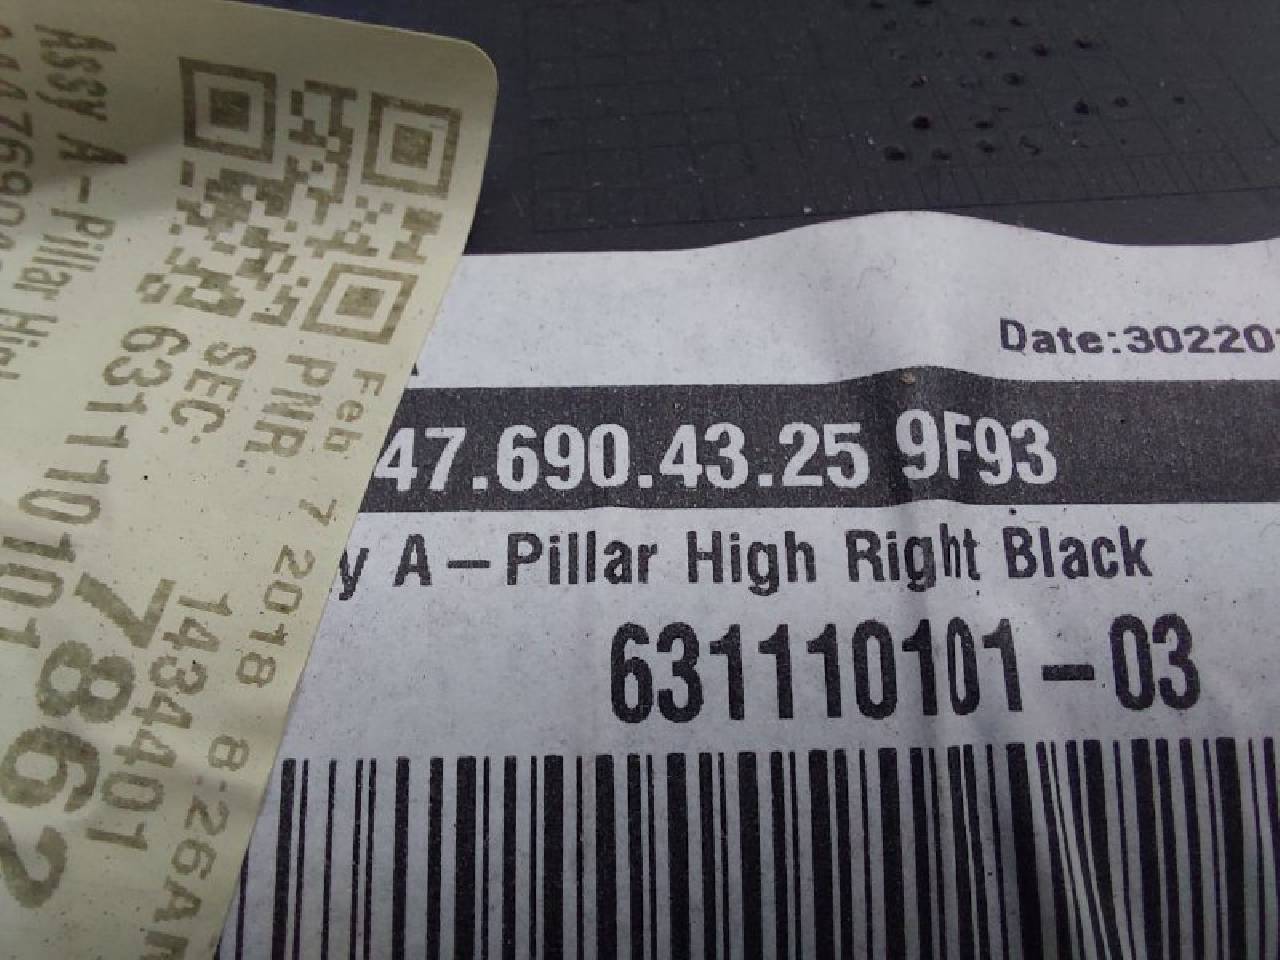 Assy A-Pillar High
631110101
SEC:
PNR:
7862
1434401
Feb 7 2018 8:26Am
Date:302201
47.690.43.25 9F93
y A-Pillar High Right Black
631110101-03